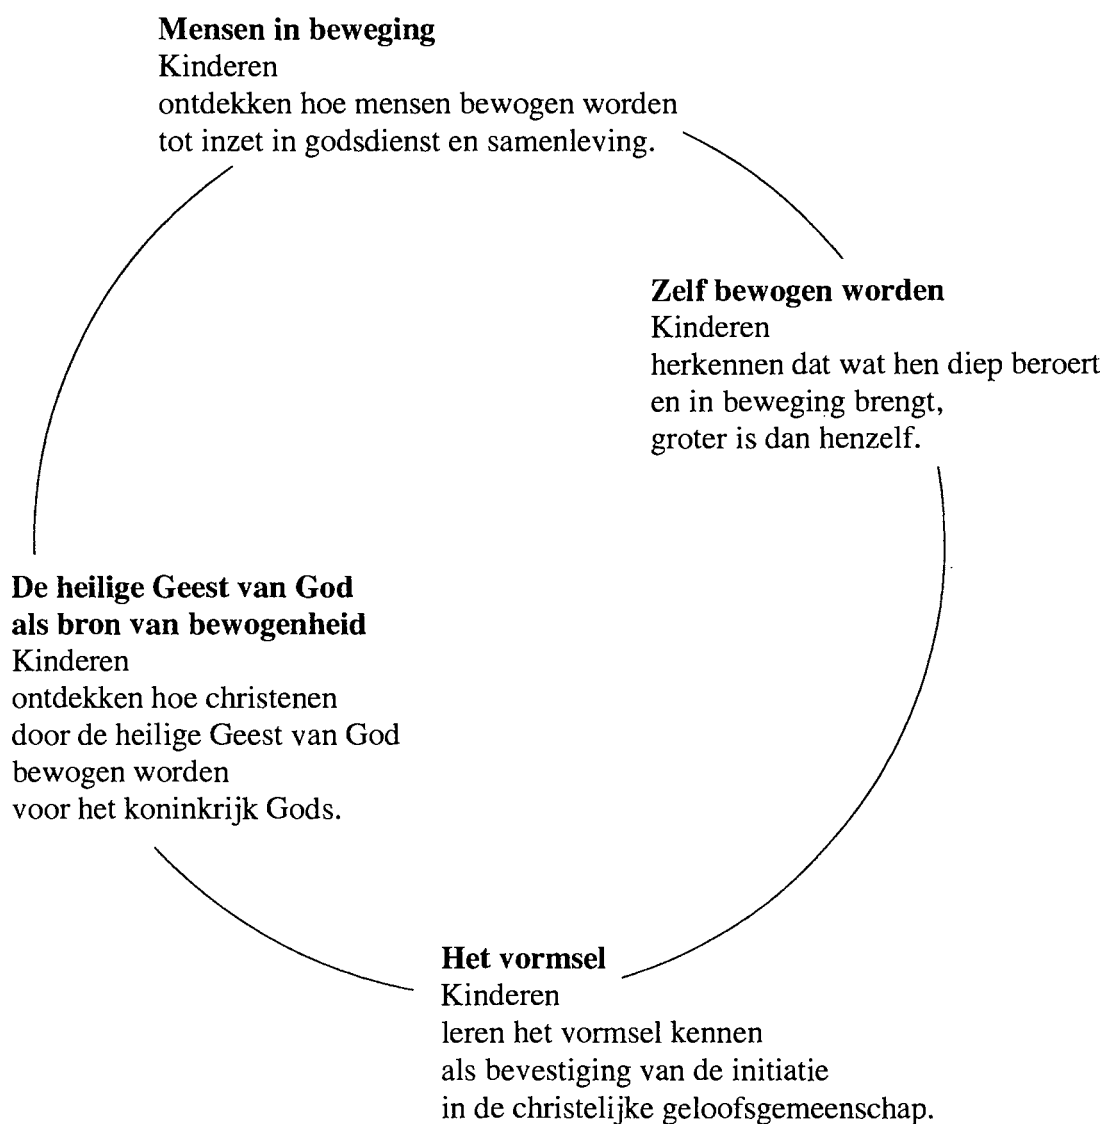 Mensen in beweging
Kinderen
ontdekken hoe mensen bewogen worden
tot inzet in godsdienst en samenleving.
Zelf bewogen worden
Kinderen
herkennen dat wat hen diep beroert
en in beweging brengt,
groter is dan henzelf.
De heilige Geest van God
als bron van bewogenheid
Kinderen
ontdekken hoe christenen
door de heilige Geest van God
bewogen worden
voor het koninkrijk Gods.
Het vormsel
Kinderen
leren het vormsel kennen
als bevestiging van de initiatie
in de christelijke geloofsgemeenschap.